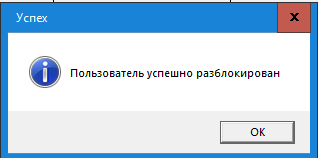 Успех
Пользователь успешно разблокирован
OK